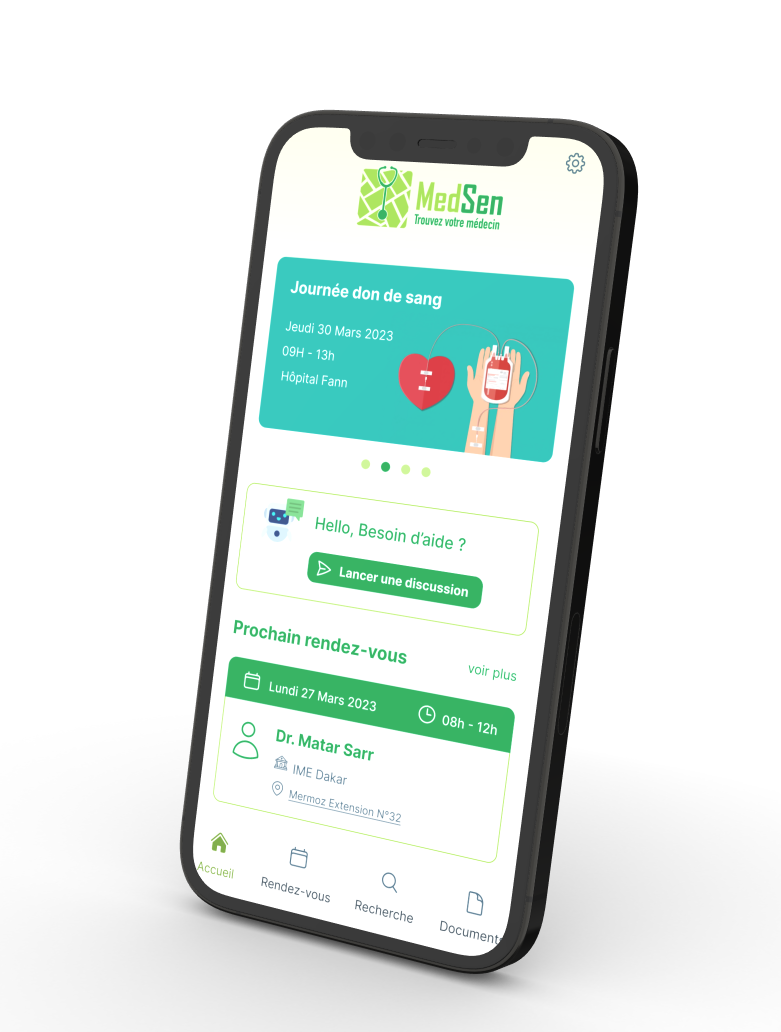 MedSen
Trouvez votre médecin
Journée don de sang
Jeudi 30 Mars 2023
09H - 13h
Hôpital Fann
Hello, Besoin d’aide ?
Lancer une discussion
Prochain rendez-vous
voir plus
Lundi 27 Mars 2023
08h - 12h
Dr. Matar Sarr
IME Dakar
Mermoz Extension N°32
Accueil
Rendez-vous
Recherche
Documents